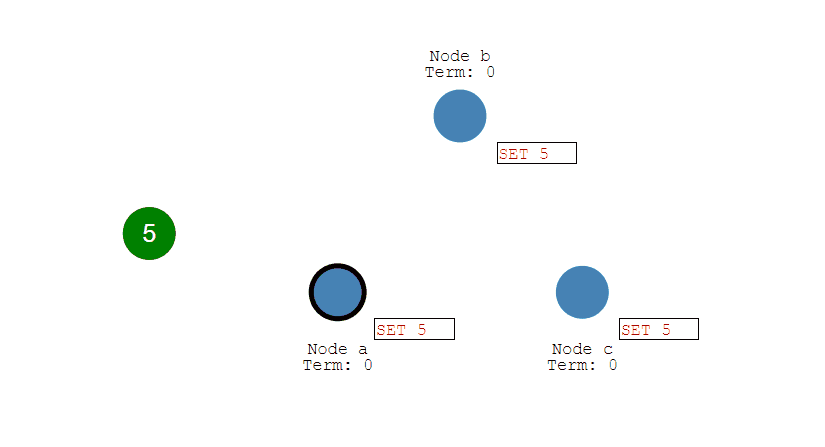 Node b
Term: 0
SET 5
5
SET 5
Node a
Term: 0
SET 5
Node c
Term: 0